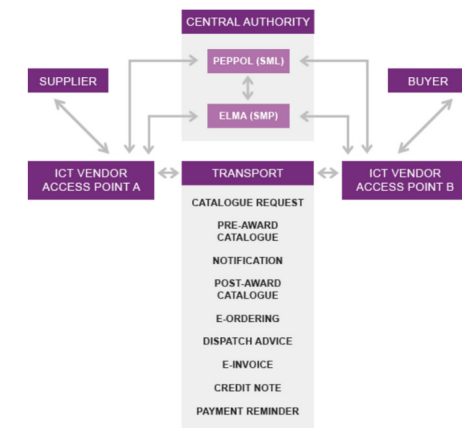 CENTRAL AUTHORITY
PEPPOL (SML)
SUPPLIER
BUYER
ELMA (SMP)
ICT VENDOR
ACCESS POINT A
TRANSPORT
ICT VENDOR
ACCESS POINT B
CATALOGUE REQUEST
PRE-AWARD
CATALOGUE
NOTIFICATION
POST-AWARD
CATALOGUE
E-ORDERING
DISPATCH ADVICE
E-INVOICE
CREDIT NOTE
PAYMENT REMINDER